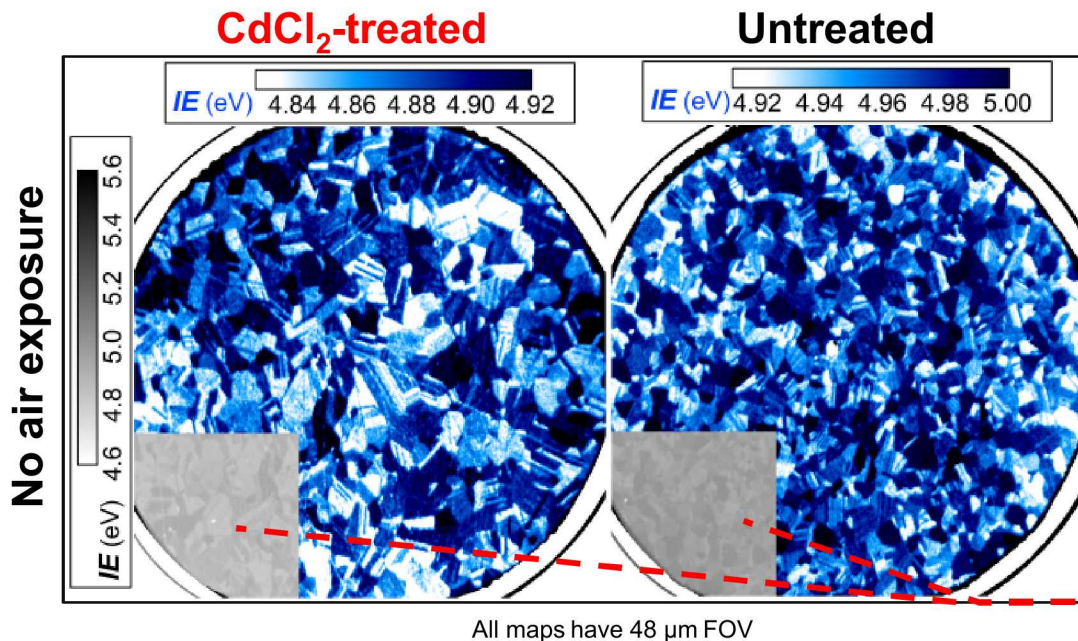 CdCl₂-treated
Untreated
IE (eV) 4.84 4.86 4.88 4.90 4.92
IE (eV) 4.92 4.94 4.96 4.98 5.00
No air exposure
IE (eV) 4.6 4.8 5.0 5.2 5.4 5.6
All maps have 48 µm FOV